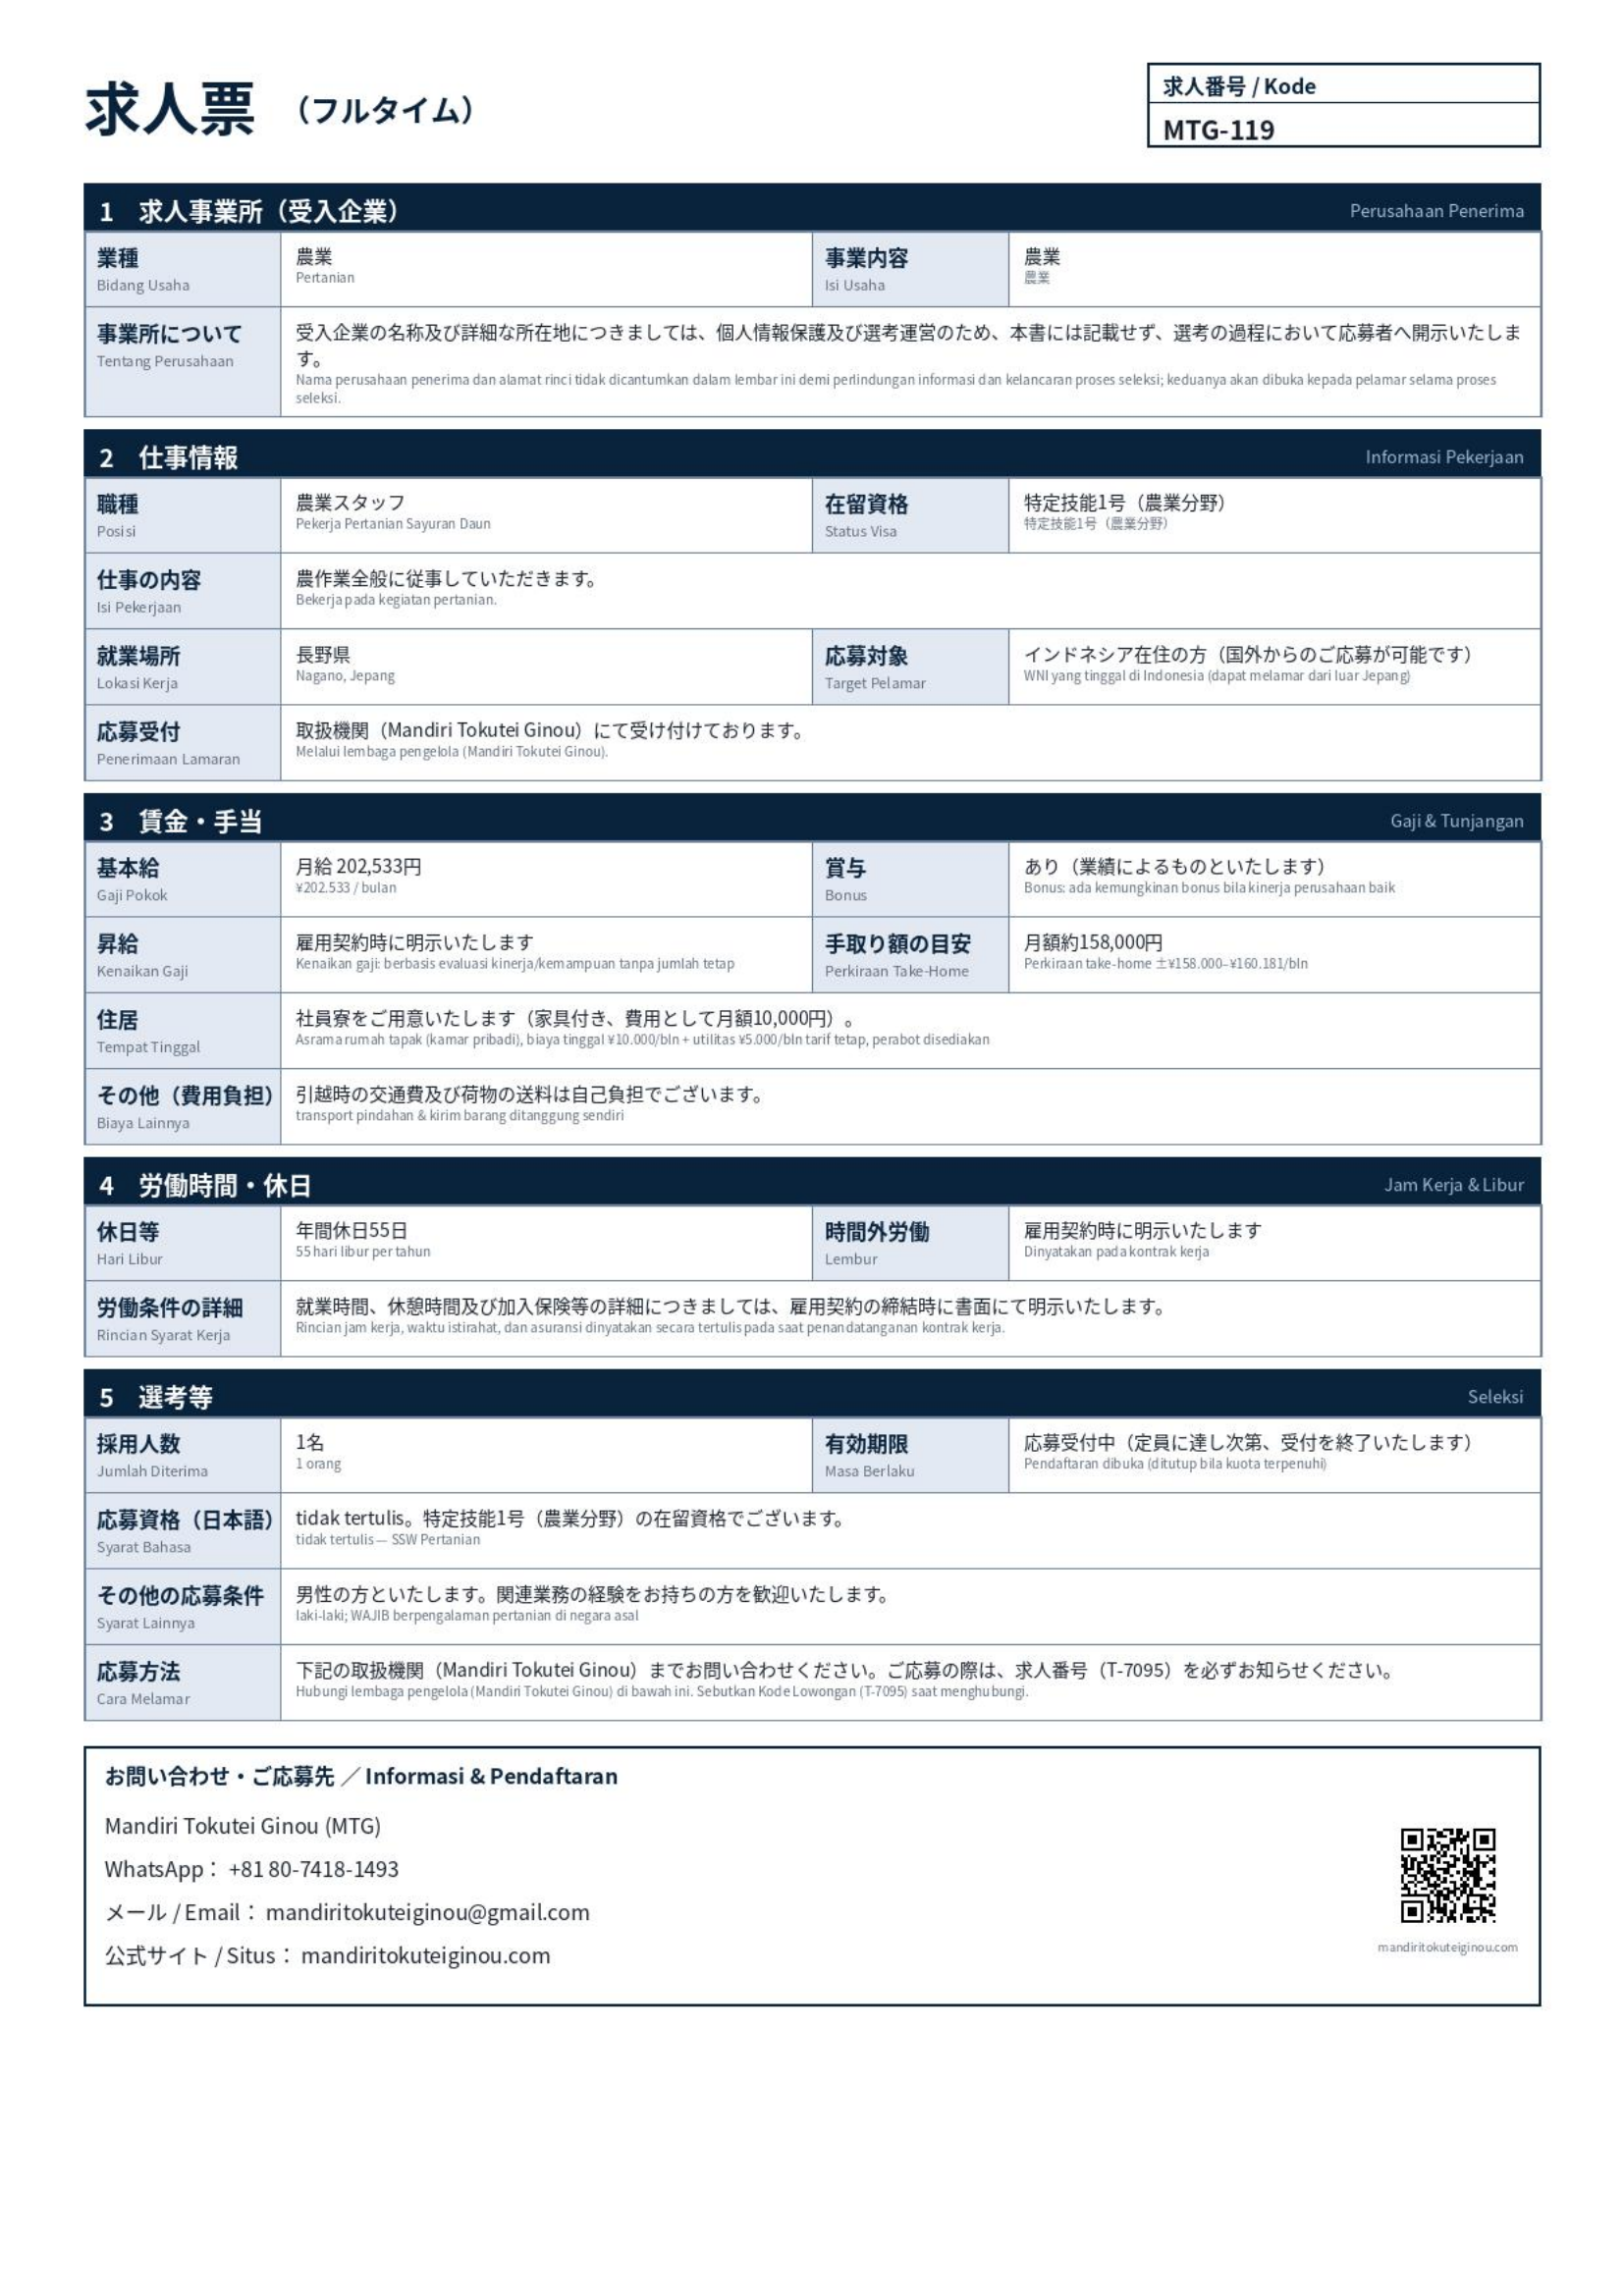 求人票 （フルタイム）
求人番号 / Kode
MTG-119
1 求人事業所（受入企業）
Perusahaan Penerima
業種
Bidang Usaha
農業
Pertanian
事業内容
Isi Usaha
農業
農業
事業所について
Tentang Perusahaan
受入企業の名称及び詳細な所在地につきましては、個人情報保護及び選考運営のため、本書には記載せず、選考の過程において応募者へ開示いたしま
す。
Nama perusahaan penerima dan alamat rinci tidak dicantumkan dalam lembar ini demi perlindungan informasi dan kelancaran proses seleksi; keduanya akan dibuka kepada pelamar selama proses
seleksi.
2 仕事情報
Informasi Pekerjaan
職種
Posisi
農業スタッフ
Pekerja Pertanian Sayuran Daun
在留資格
Status Visa
特定技能1号（農業分野）
特定技能1号（農業分野）
仕事の内容
Isi Pekerjaan
農作業全般に従事していただきます。
Bekerja pada kegiatan pertanian.
就業場所
Lokasi Kerja
長野県
Nagano, Jepang
応募対象
Target Pelamar
インドネシア在住の方（国外からのご応募が可能です）
WNI yang tinggal di Indonesia (dapat melamar dari luar Jepang)
応募受付
Penerimaan Lamaran
取扱機関（Mandiri Tokutei Ginou）にて受け付けております。
Melalui lembaga pengelola (Mandiri Tokutei Ginou).
3 賃金・手当
Gaji & Tunjangan
基本給
Gaji Pokok
月給 202,533円
¥202.533 / bulan
賞与
Bonus
あり（業績によるものといたします）
Bonus: ada kemungkinan bonus bila kinerja perusahaan baik
昇給
Kenaikan Gaji
雇用契約時に明示いたします
Kenaikan gaji: berbasis evaluasi kinerja/kemampuan tanpa jumlah tetap
手取り額の目安
Perkiraan Take-Home
月額約158,000円
Perkiraan take-home ±¥158.000–¥160.181/bln
住居
Tempat Tinggal
社員寮をご用意いたします（家具付き、費用として月額10,000円）。
Asrama rumah tapak (kamar pribadi), biaya tinggal ¥10.000/bln + utilitas ¥5.000/bln tarif tetap, perabot disediakan
その他（費用負担）
Biaya Lainnya
引越時の交通費及び荷物の送料は自己負担でございます。
transport pindahan & kirim barang ditanggung sendiri
4 労働時間・休日
Jam Kerja & Libur
休日等
Hari Libur
年間休日55日
55 hari libur per tahun
時間外労働
Lembur
雇用契約時に明示いたします
Dinyatakan pada kontrak kerja
労働条件の詳細
Rincian Syarat Kerja
就業時間、休憩時間及び加入保険等の詳細につきましては、雇用契約の締結時に書面にて明示いたします。
Rincian jam kerja, waktu istirahat, dan asuransi dinyatakan secara tertulis pada saat penandatanganan kontrak kerja.
5 選考等
Seleksi
採用人数
Jumlah Diterima
1名
1 orang
有効期限
Masa Berlaku
応募受付中（定員に達し次第、受付を終了いたします）
Pendaftaran dibuka (ditutup bila kuota terpenuhi)
応募資格（日本語）
Syarat Bahasa
tidak tertulis。特定技能1号（農業分野）の在留資格でございます。
tidak tertulis — SSW Pertanian
その他の応募条件
Syarat Lainnya
男性の方といたします。関連業務の経験をお持ちの方を歓迎いたします。
laki-laki; WAJIB berpengalaman pertanian di negara asal
応募方法
Cara Melamar
下記の取扱機関（Mandiri Tokutei Ginou）までお問い合わせください。ご応募の際は、求人番号（T-7095）を必ずお知らせください。
Hubungi lembaga pengelola (Mandiri Tokutei Ginou) di bawah ini. Sebutkan Kode Lowongan (T-7095) saat menghubungi.
お問い合わせ・ご応募先 ／ Informasi & Pendaftaran
Mandiri Tokutei Ginou (MTG)
WhatsApp： +81 80-7418-1493
メール / Email： mandiritokuteiginou@gmail.com
公式サイト / Situs： mandiritokuteiginou.com
mandiritokuteiginou.com